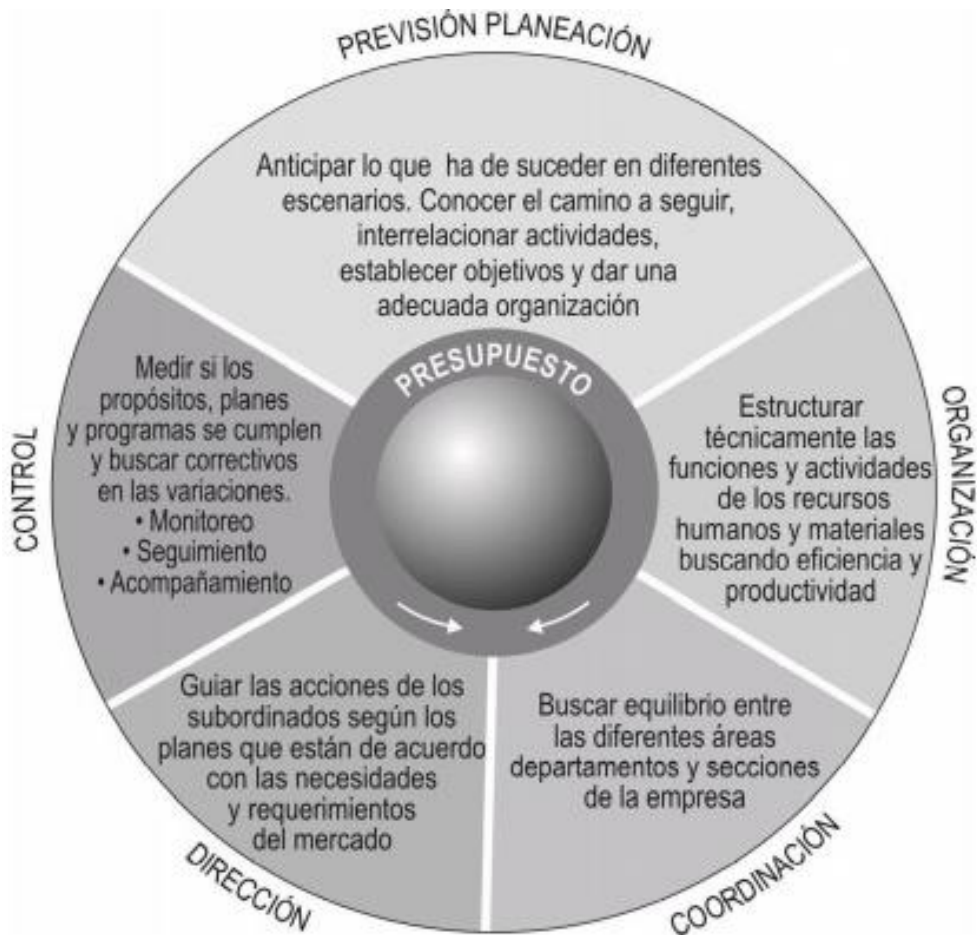 PREVISIÓN PLANEACIÓN
Anticipar lo que ha de suceder en diferentes
escenarios. Conocer el camino a seguir,
interrelacionar actividades,
establecer objetivos y dar una
adecuada organización
PRESUPUESTO
ORGANIZACIÓN
Estructurar
técnicamente las
funciones y actividades
de los recursos
humanos y materiales
buscando eficiencia y
productividad
COORDINACIÓN
Buscar equilibrio entre
las diferentes áreas
departamentos y secciones
de la empresa
DIRECCIÓN
Guiar las acciones de los
subordinados según los
planes que están de acuerdo
con las necesidades
y requerimientos
del mercado
CONTROL
Medir si los
propósitos, planes
y programas se cumplen
y buscar correctivos
en las variaciones.
• Monitoreo
• Seguimiento
• Acompañamiento